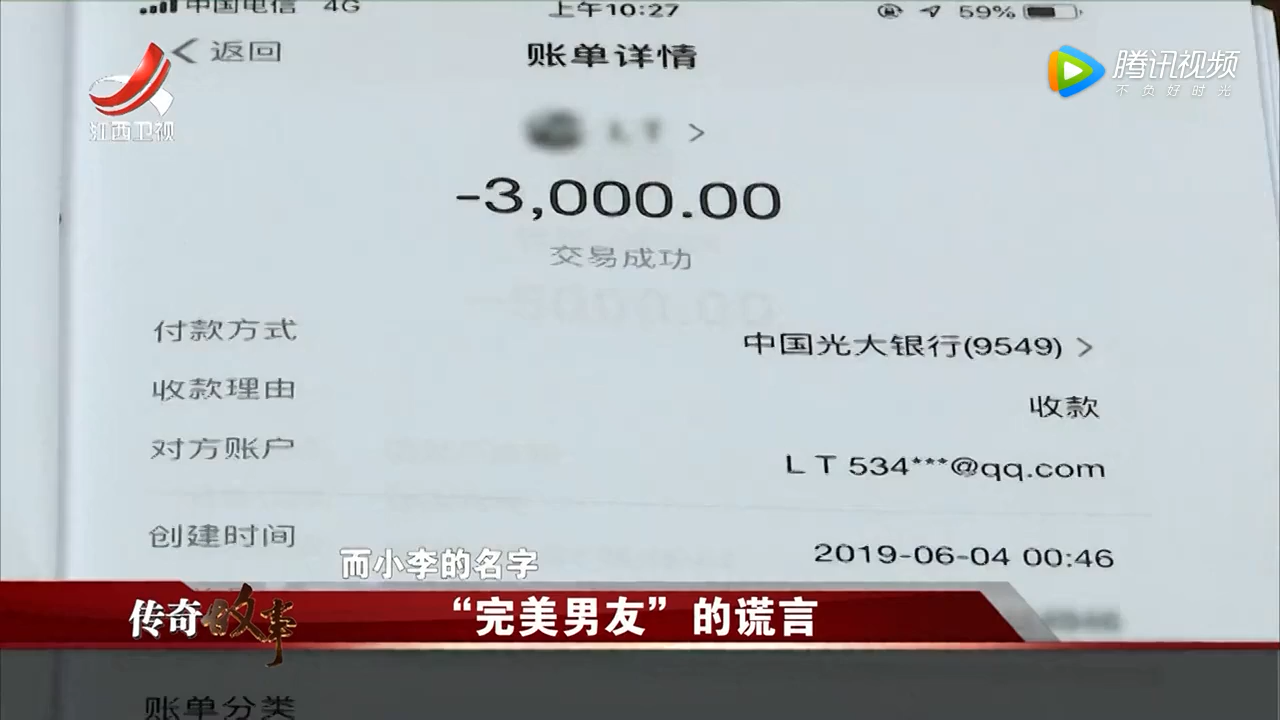 中国电信 4G 上午10:27 59%
返回 账单详情
江西卫视
腾讯视频
不负好时光
L T
-3,000.00
交易成功
付款方式 中国光大银行(9549)
收款理由 收款
对方账户 L T 534***@qq.com
创建时间 2019-06-04 00:46
而小李的名字
传奇故事 “完美男友”的谎言
账单分类